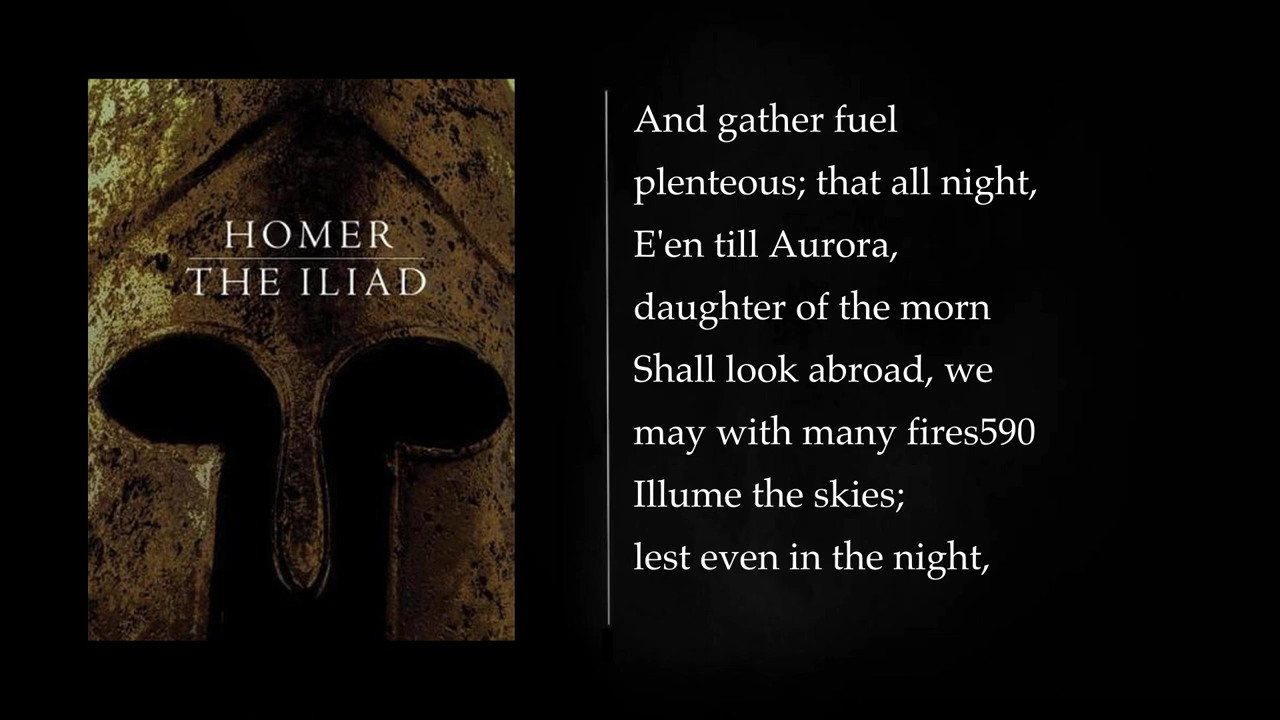 HOMER
THE ILIAD
And gather fuel
plenteous; that all night,
E'en till Aurora,
daughter of the morn
Shall look abroad, we
may with many fires590
Illume the skies;
lest even in the night,